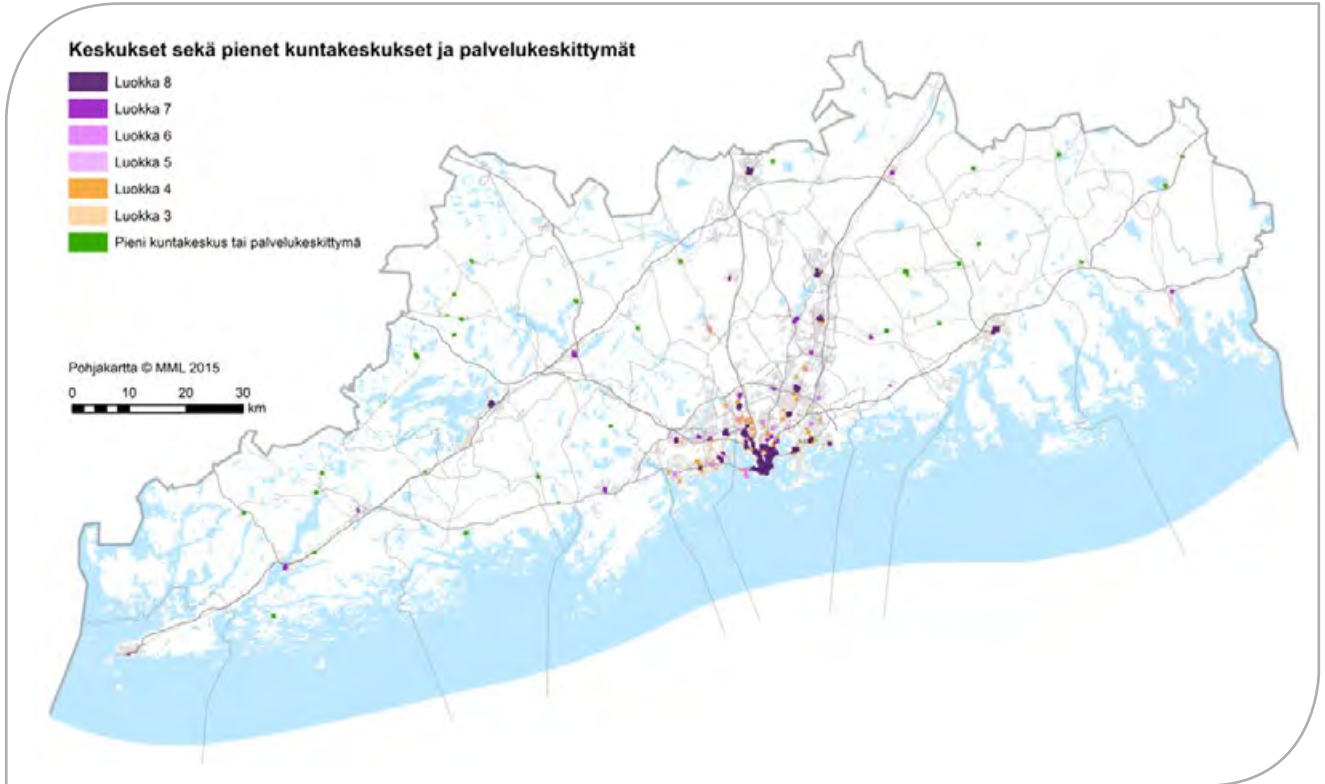 Keskukset sekä pienet kuntakeskukset ja palvelukeskittymät
Luokka 8
Luokka 7
Luokka 6
Luokka 5
Luokka 4
Luokka 3
Pieni kuntakeskus tai palvelukeskittymä
Pohjakartta © MML 2015
0 10 20 30
km